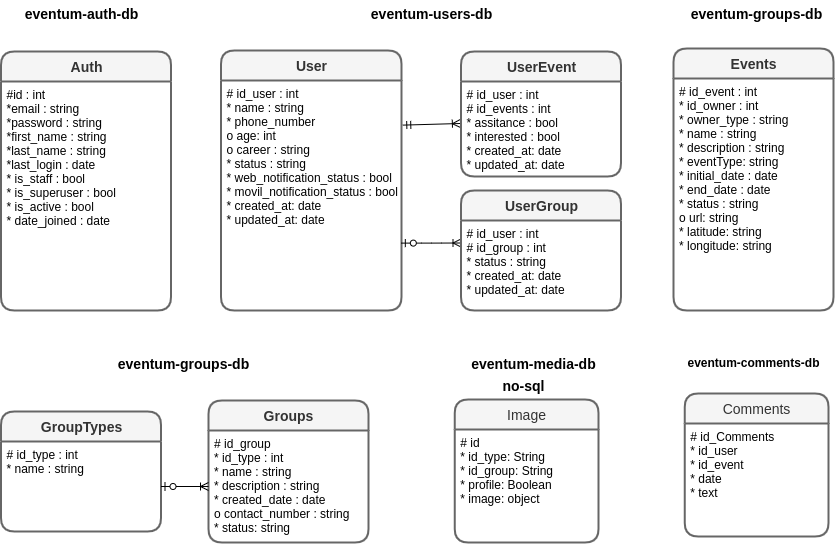 eventum-auth-db
Auth
#id : int
*email : string
*password : string
*first_name : string
*last_name : string
*last_login : date
* is_staff : bool
* is_superuser : bool
* is_active : bool
* date_joined : date
eventum-users-db
User
# id_user : int
* name : string
* phone_number
o age: int
o career : string
* status : string
* web_notification_status : bool
* movil_notification_status : bool
* created_at: date
* updated_at: date
UserEvent
# id_user : int
# id_events : int
* assitance : bool
* interested : bool
* created_at: date
* updated_at: date
UserGroup
# id_user : int
# id_group : int
* status : string
* created_at: date
* updated_at: date
eventum-groups-db
Events
# id_event : int
* id_owner : int
* owner_type : string
* name : string
* description : string
* eventType: string
* initial_date : date
* end_date : date
* status : string
o url: string
* latitude: string
* longitude: string
eventum-groups-db
GroupTypes
# id_type : int
* name : string
Groups
# id_group
* id_type : int
* name : string
* description : string
* created_date : date
o contact_number : string
* status: string
eventum-media-db
no-sql
Image
# id
* id_type: String
* id_group: String
* profile: Boolean
* image: object
eventum-comments-db
Comments
# id_Comments
* id_user
* id_event
* date
* text